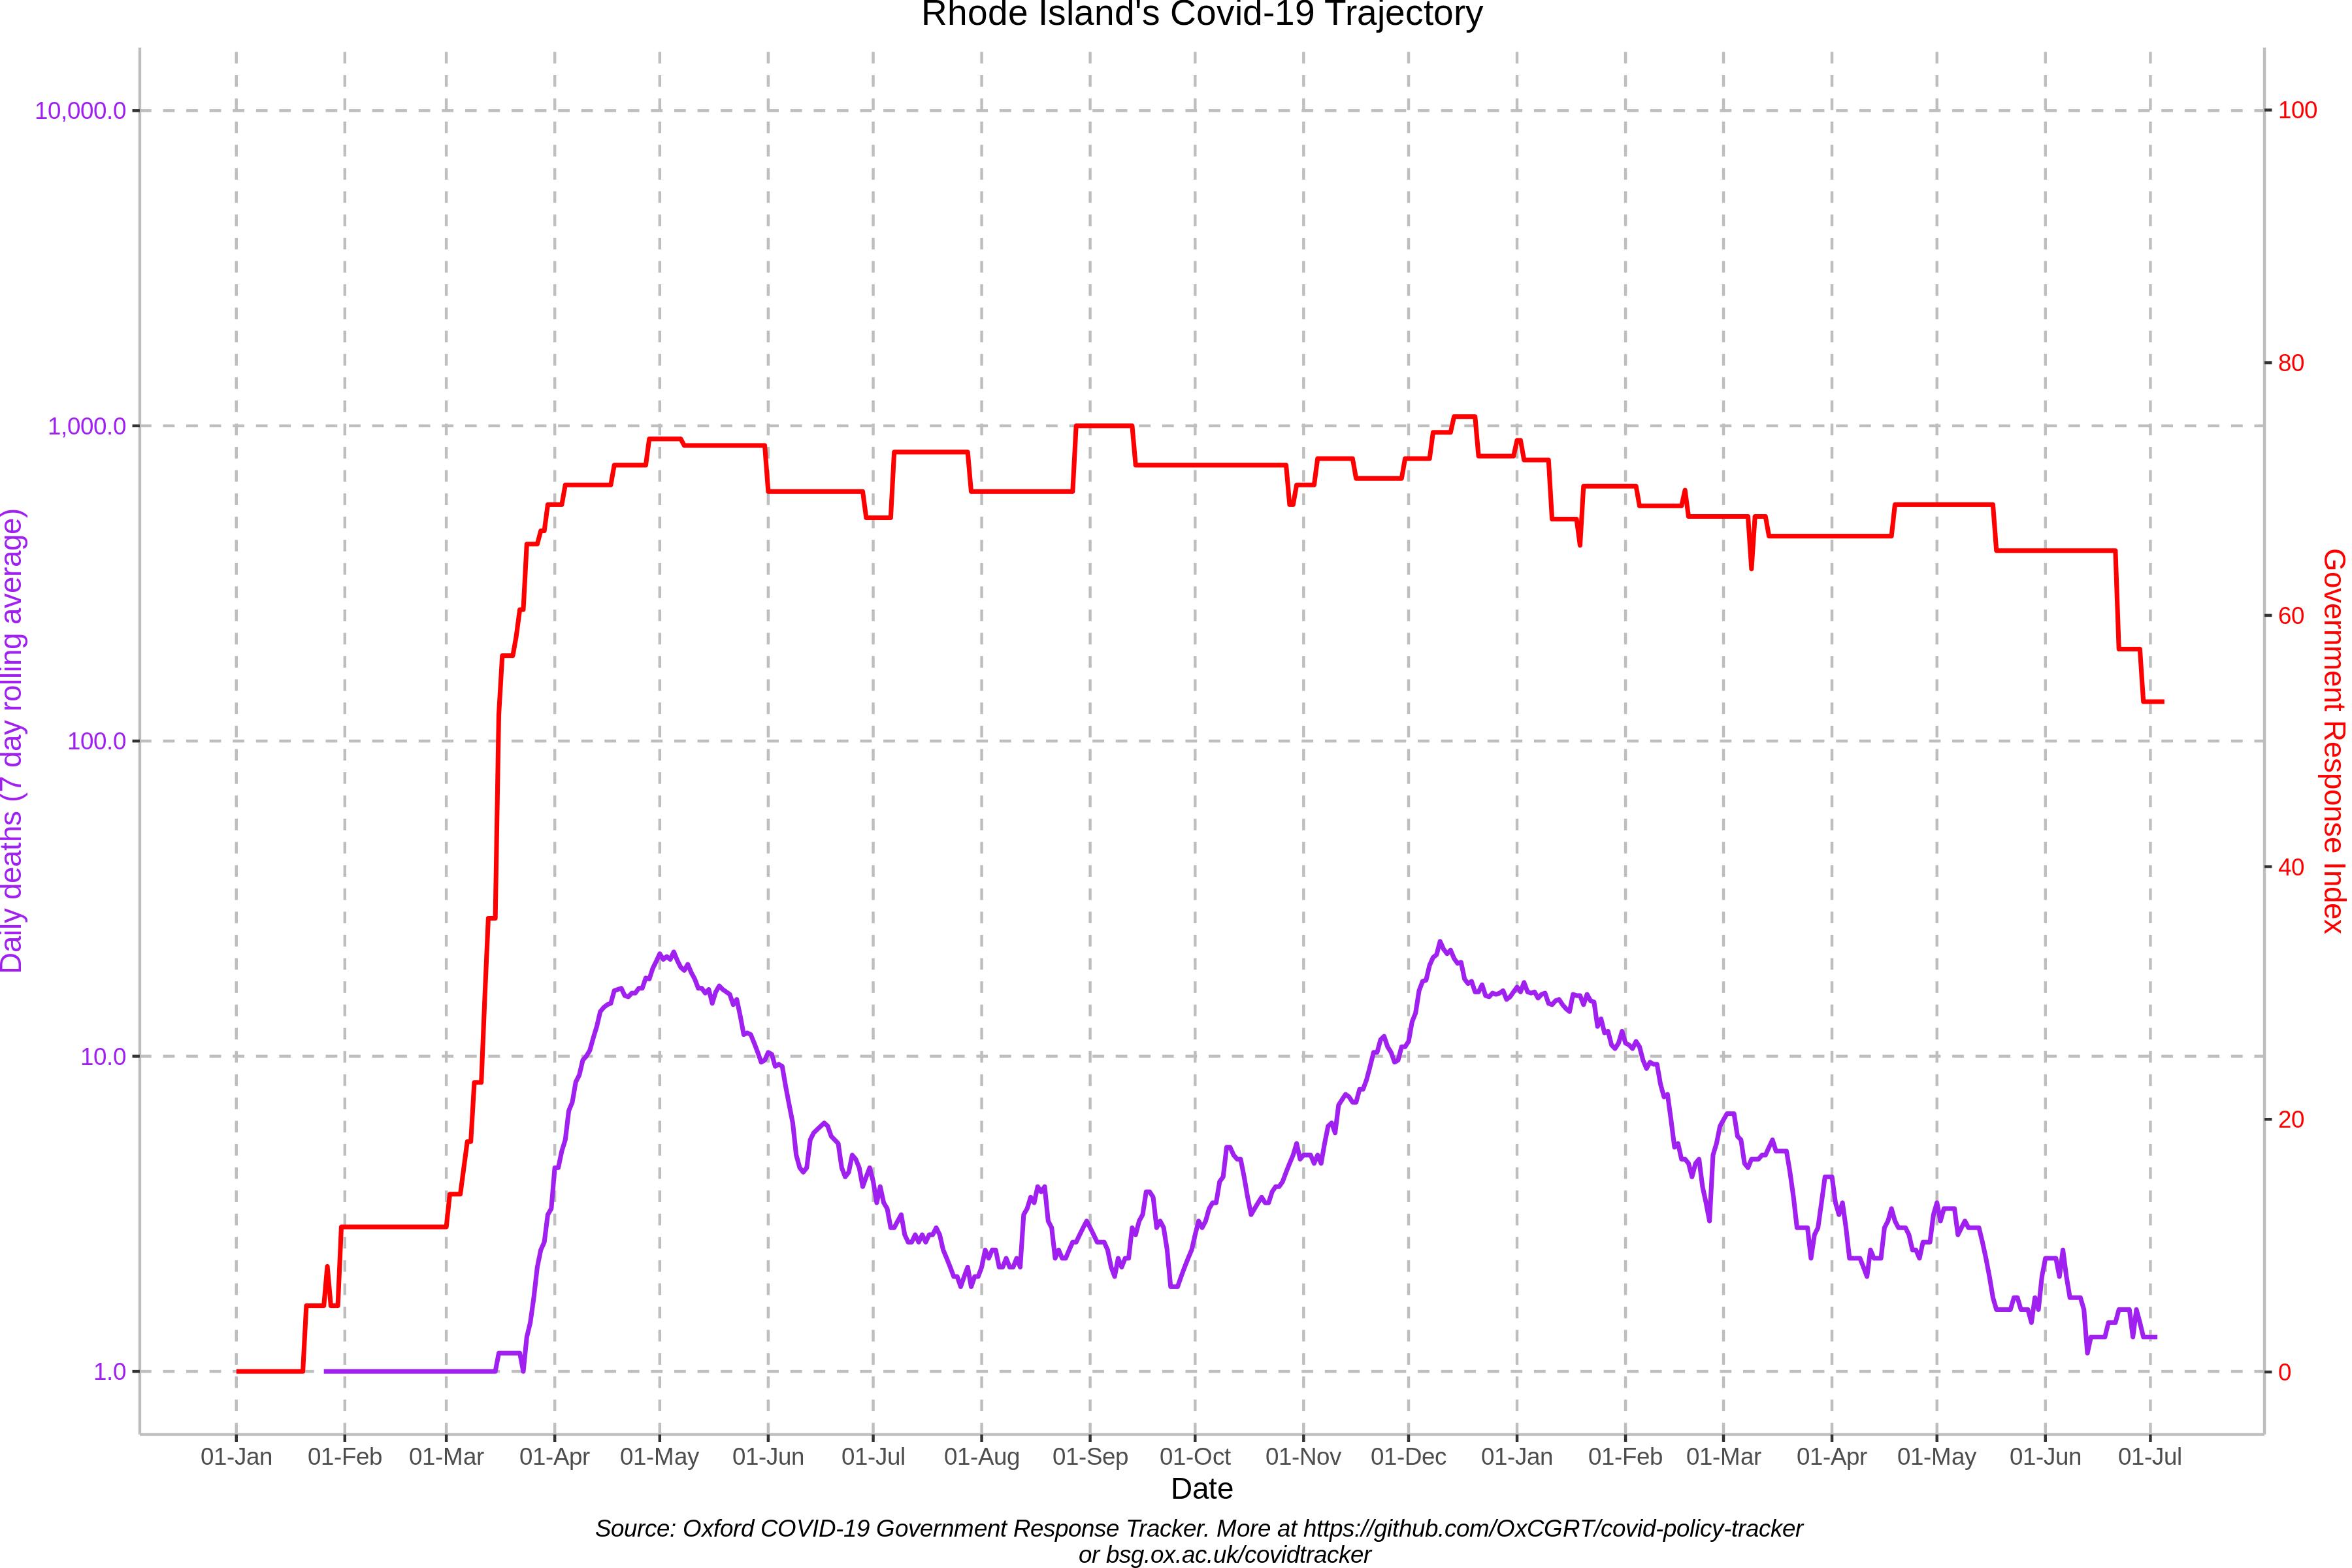 Rhode Island's Covid-19 Trajectory
10,000.0
1,000.0
100.0
10.0
1.0
Daily deaths (7 day rolling average)
100
80
60
40
20
0
Government Response Index
01-Jan 01-Feb 01-Mar 01-Apr 01-May 01-Jun 01-Jul 01-Aug 01-Sep 01-Oct 01-Nov 01-Dec 01-Jan 01-Feb 01-Mar 01-Apr 01-May 01-Jun 01-Jul
Date
Source: Oxford COVID-19 Government Response Tracker. More at https://github.com/OxCGRT/covid-policy-tracker
or bsg.ox.ac.uk/covidtracker